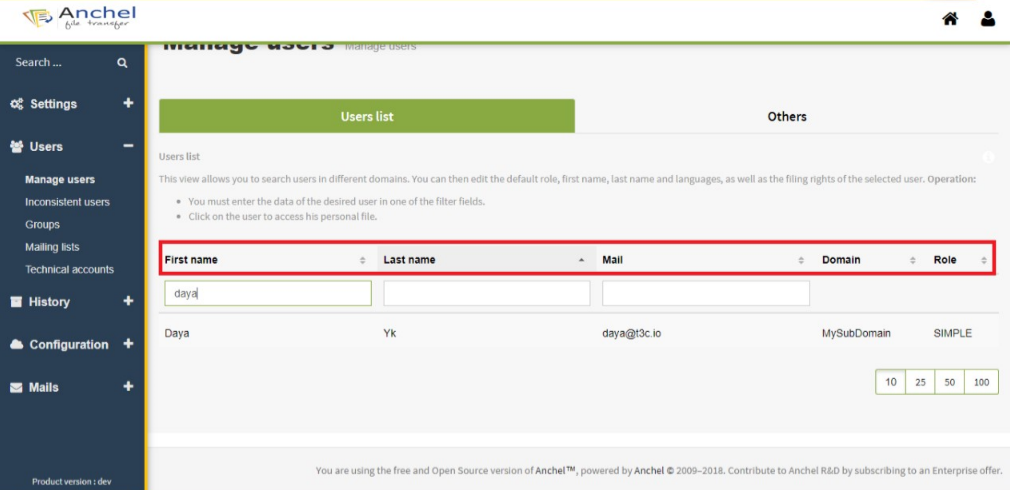 Anchel
file transfer
Manage users Manage users
Search ...
Settings
Users
Manage users
Inconsistent users
Groups
Mailing lists
Technical accounts
History
Configuration
Mails
Product version : dev
Users list Others
Users list
This view allows you to search users in different domains. You can then edit the default role, first name, last name and languages, as well as the filing rights of the selected user. Operation:
• You must enter the data of the desired user in one of the filter fields.
• Click on the user to access his personal file.
First name Last name Mail Domain Role
daya
Daya Yk daya@t3c.io MySubDomain SIMPLE
10 25 50 100
You are using the free and Open Source version of Anchel™, powered by Anchel © 2009–2018. Contribute to Anchel R&D by subscribing to an Enterprise offer.